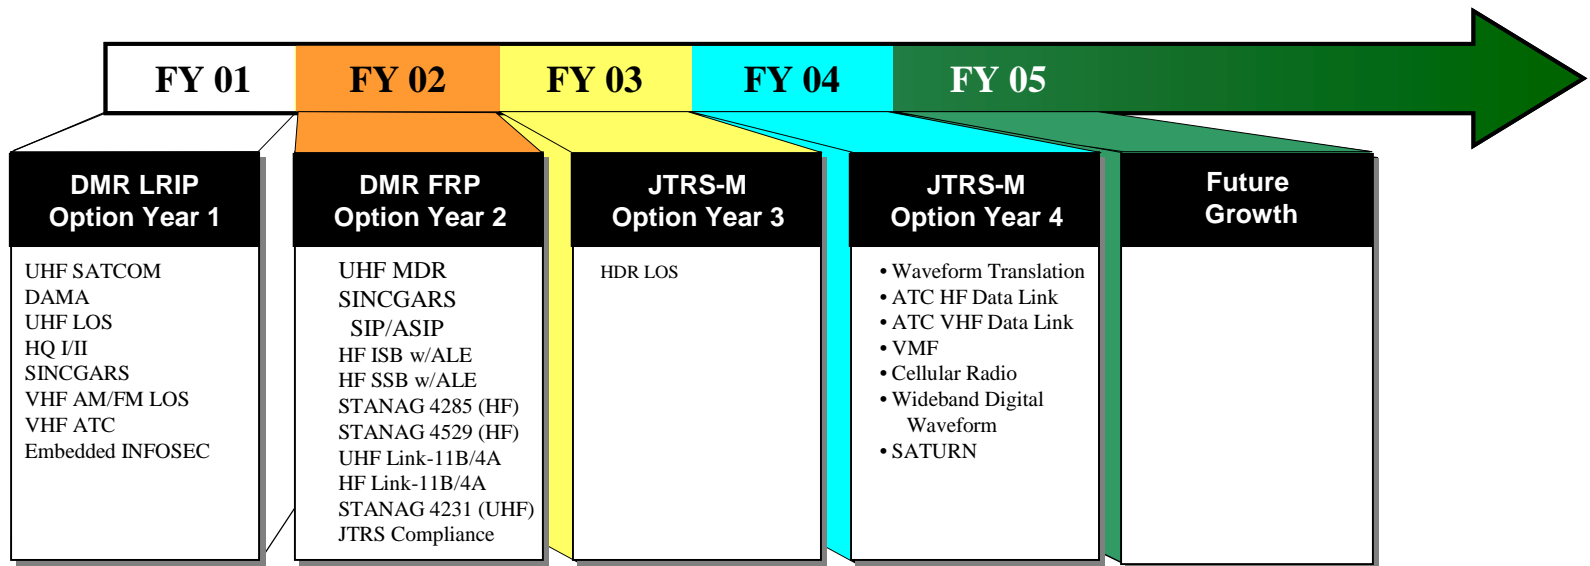 FY 01
FY 02
FY 03
FY 04
FY 05
DMR LRIP
Option Year 1
UHF SATCOM
DAMA
UHF LOS
HQ I/II
SINCGARS
VHF AM/FM LOS
VHF ATC
Embedded INFOSEC
DMR FRP
Option Year 2
UHF MDR
SINCGARS
SIP/ASIP
HF ISB w/ALE
HF SSB w/ALE
STANAG 4285 (HF)
STANAG 4529 (HF)
UHF Link-11B/4A
HF Link-11B/4A
STANAG 4231 (UHF)
JTRS Compliance
JTRS-M
Option Year 3
HDR LOS
JTRS-M
Option Year 4
• Waveform Translation
• ATC HF Data Link
• ATC VHF Data Link
• VMF
• Cellular Radio
• Wideband Digital
Waveform
• SATURN
Future
Growth